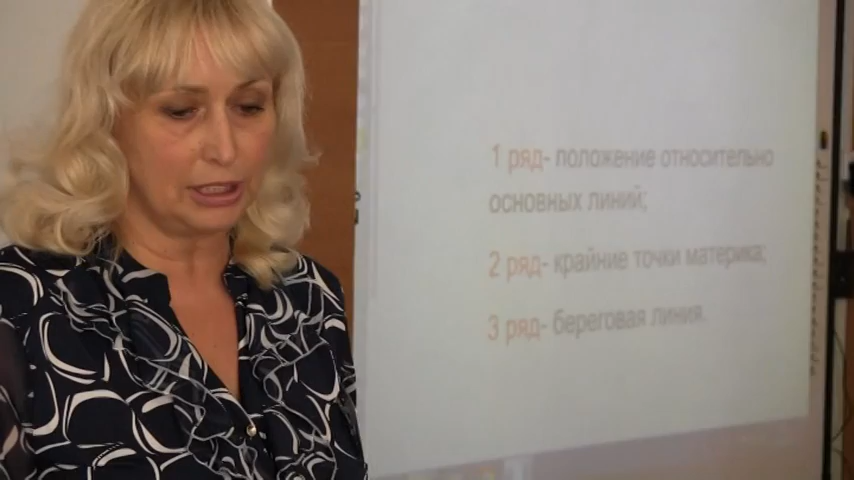 1 ряд- положение относительно
основных линий;
2 ряд- крайние точки материка;
3 ряд- береговая линия.